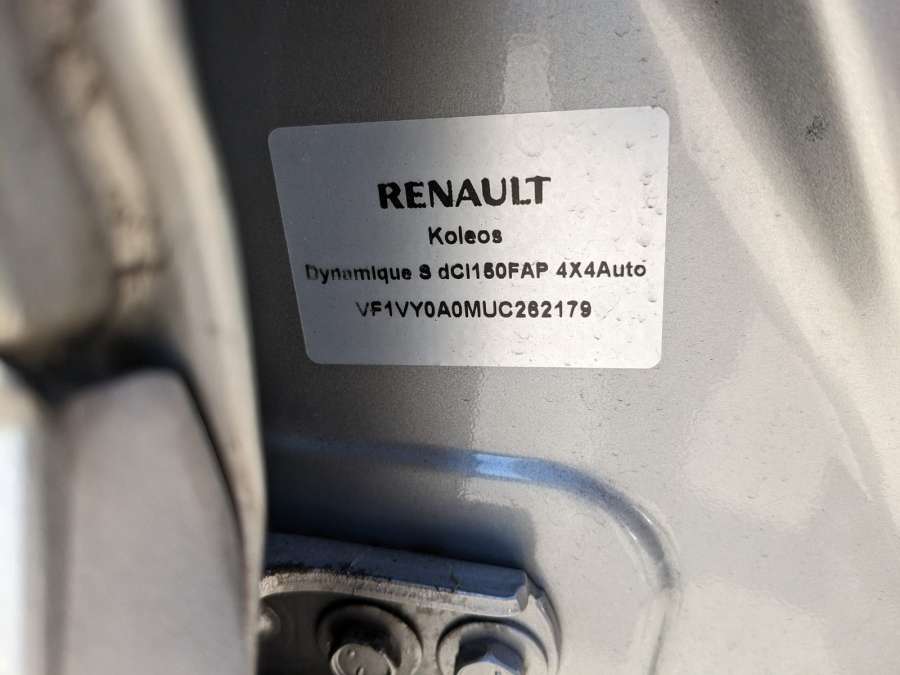 RENAULT
Koleos
Dynamique S dCi150FAP 4X4Auto
VF1VY0A0MUC262179